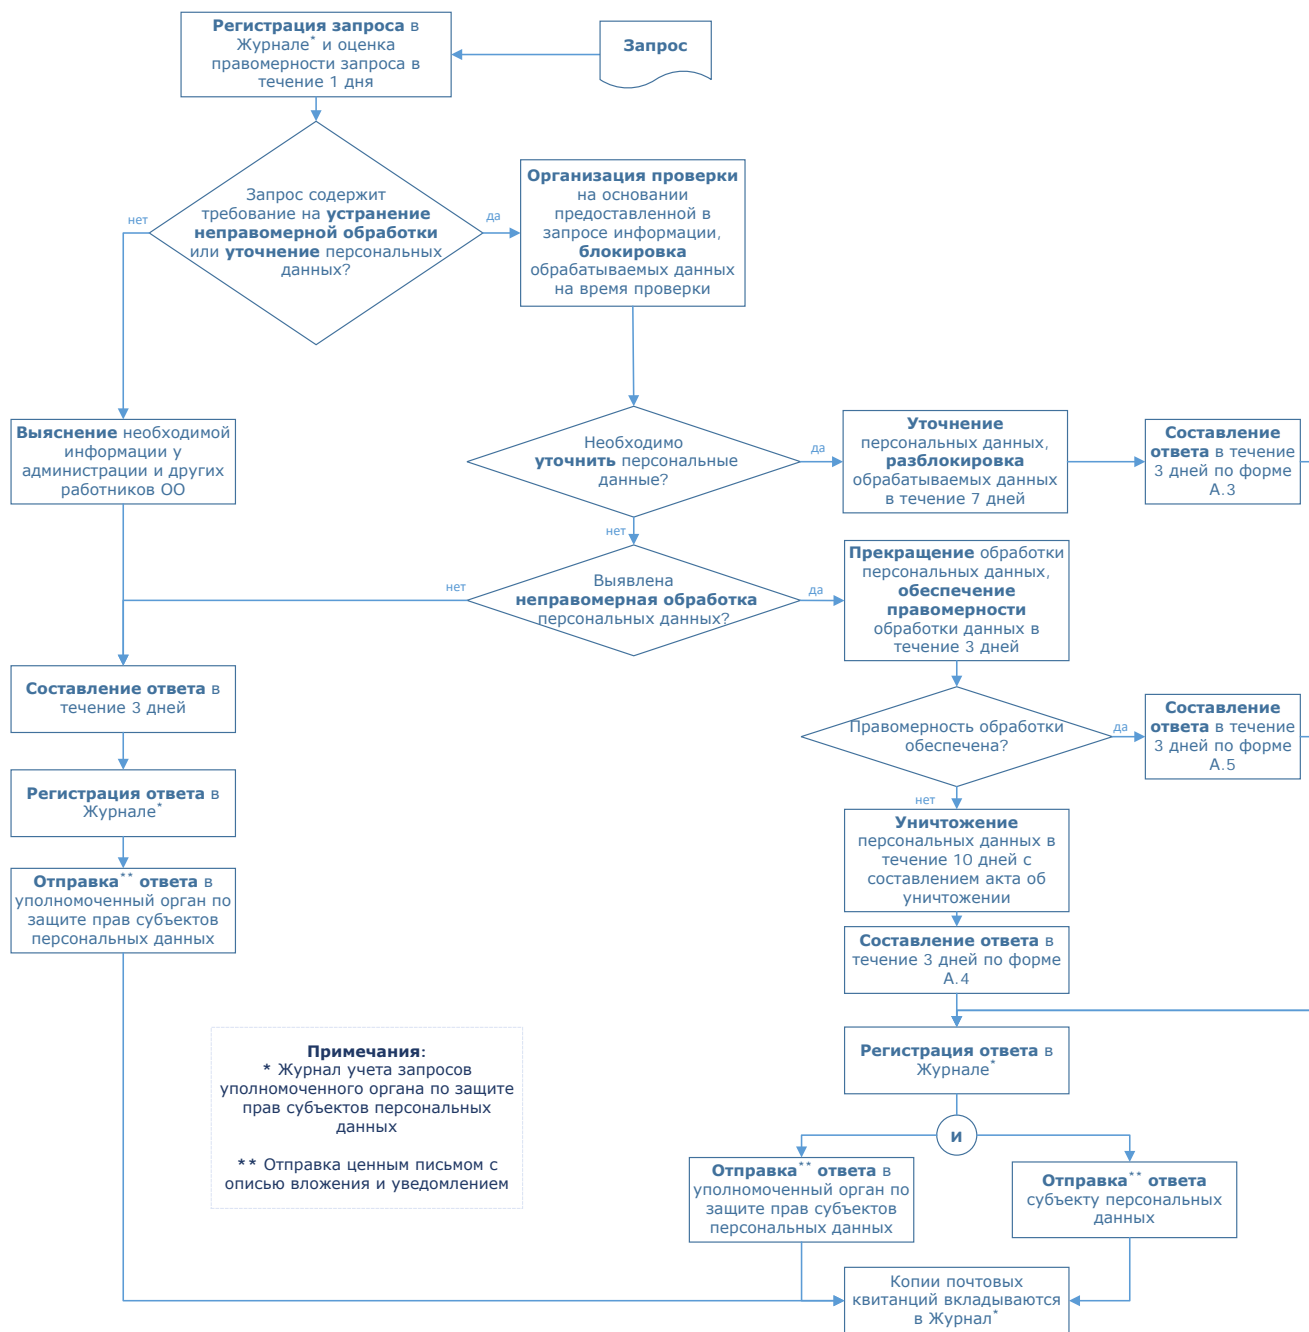 Регистрация запроса в
Журнале* и оценка
правомерности запроса в
течение 1 дня
Запрос
Запрос содержит
требование на устранение
неправомерной обработки
или уточнение персональных
данных?
нет
да
Организация проверки
на основании
предоставленной в
запросе информации,
блокировка
обрабатываемых данных
на время проверки
Выяснение необходимой
информации у
администрации и других
работников ОО
Необходимо
уточнить персональные
данные?
да
нет
Уточнение
персональных данных,
разблокировка
обрабатываемых данных
в течение 7 дней
Составление
ответа в течение
3 дней по форме
А.3
Выявлена
неправомерная обработка
персональных данных?
нет
да
Прекращение обработки
персональных данных,
обеспечение
правомерности
обработки данных в
течение 3 дней
Составление ответа в
течение 3 дней
Правомерность обработки
обеспечена?
да
нет
Составление
ответа в течение
3 дней по форме
А.5
Регистрация ответа в
Журнале*
Уничтожение
персональных данных в
течение 10 дней с
составлением акта об
уничтожении
Отправка** ответа в
уполномоченный орган по
защите прав субъектов
персональных данных
Составление ответа в
течение 3 дней по форме
А.4
Примечания:
* Журнал учета запросов
уполномоченного органа по защите
прав субъектов персональных
данных
** Отправка ценным письмом с
описью вложения и уведомлением
Регистрация ответа в
Журнале*
И
Отправка** ответа в
уполномоченный орган по
защите прав субъектов
персональных данных
Отправка** ответа
субъекту персональных
данных
Копии почтовых
квитанций вкладываются
в Журнал*